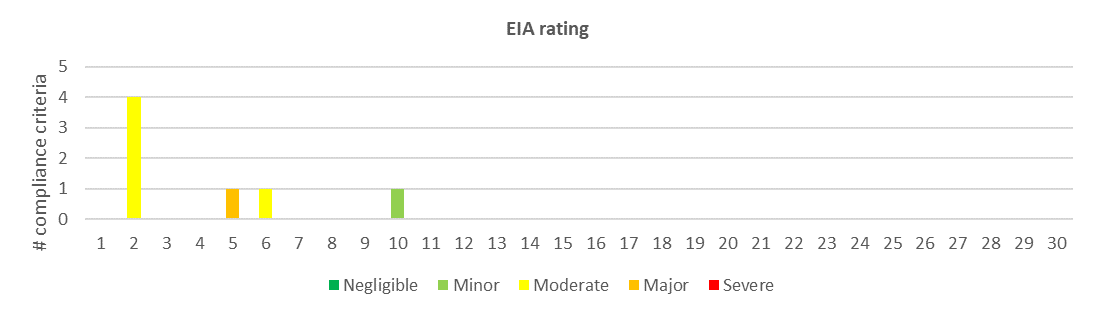 EIA rating
# compliance criteria
5
4
3
2
1
0
1 2 3 4 5 6 7 8 9 10 11 12 13 14 15 16 17 18 19 20 21 22 23 24 25 26 27 28 29 30
Negligible Minor Moderate Major Severe